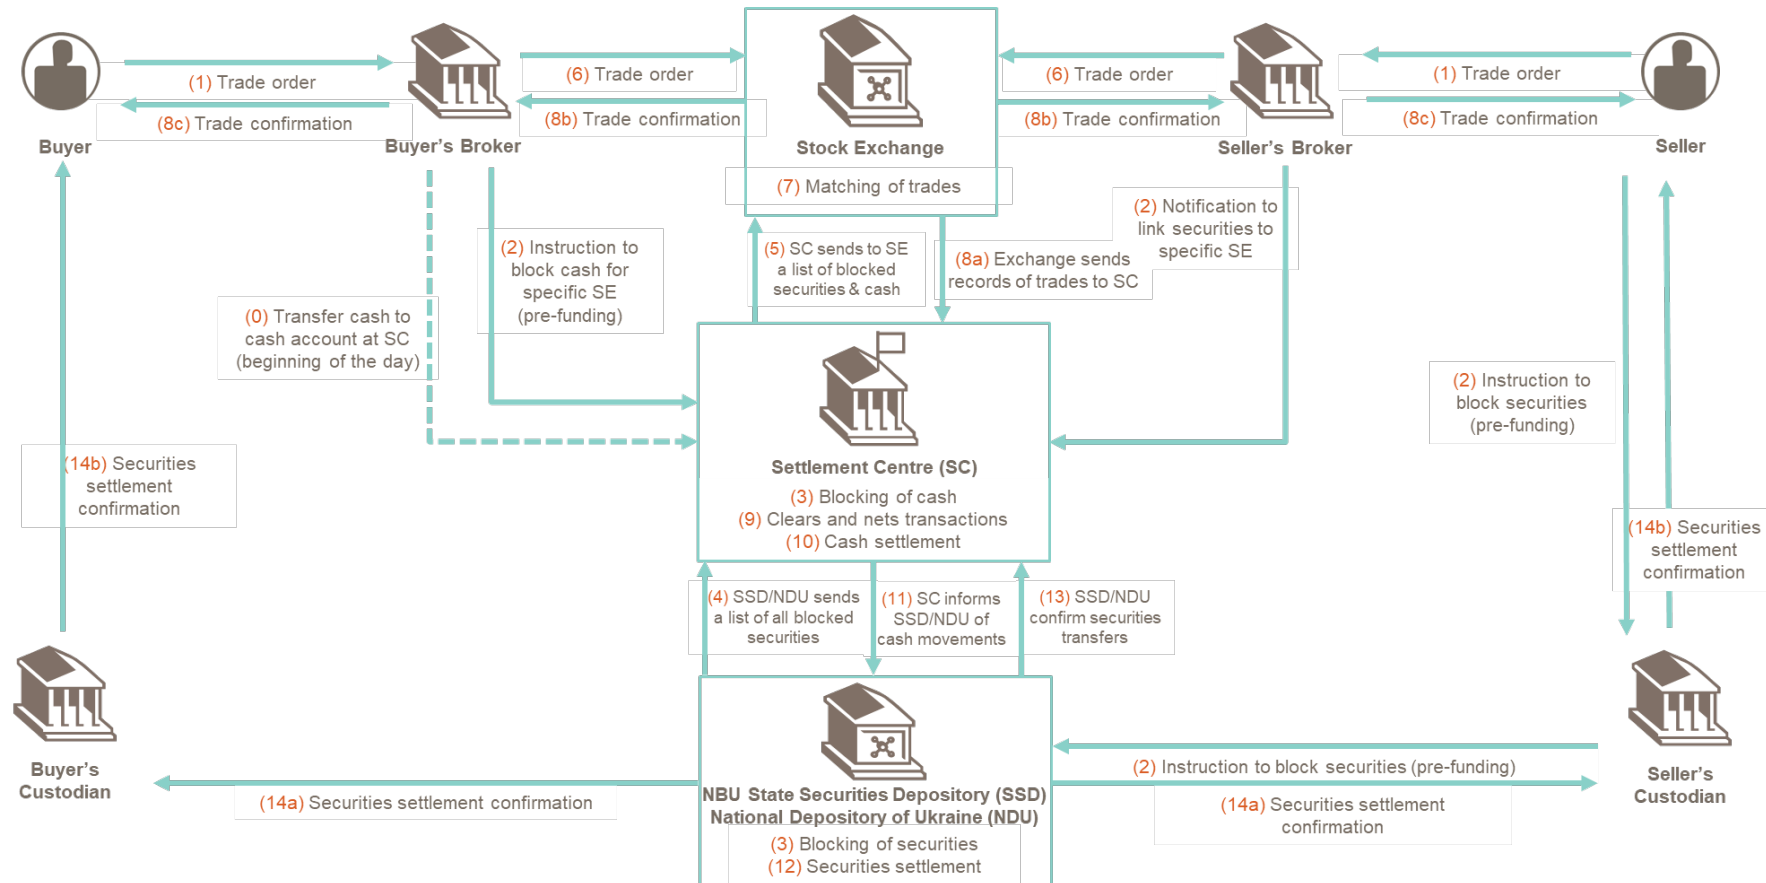 (1) Trade order
(8c) Trade confirmation
Buyer
Buyer's Broker
(6) Trade order
(8b) Trade confirmation
Stock Exchange
(7) Matching of trades
(6) Trade order
(8b) Trade confirmation
Seller's Broker
(1) Trade order
(8c) Trade confirmation
Seller
(0) Transfer cash to
cash account at SC
(beginning of the day)
(2) Instruction to
block cash for
specific SE
(pre-funding)
(5) SC sends to SE
a list of blocked
securities & cash
(8a) Exchange sends
records of trades to SC
(2) Notification to
link securities to
specific SE
(2) Instruction to
block securities
(pre-funding)
(14b) Securities
settlement
confirmation
Settlement Centre (SC)
(3) Blocking of cash
(9) Clears and nets transactions
(10) Cash settlement
(14b) Securities
settlement
confirmation
(4) SSD/NDU sends
a list of all blocked
securities
(11) SC informs
SSD/NDU of
cash movements
(13) SSD/NDU
confirm securities
transfers
Buyer's
Custodian
(14a) Securities settlement confirmation
NBU State Securities Depository (SSD)
National Depository of Ukraine (NDU)
(3) Blocking of securities
(12) Securities settlement
(2) Instruction to block securities (pre-funding)
(14a) Securities settlement
confirmation
Seller's
Custodian